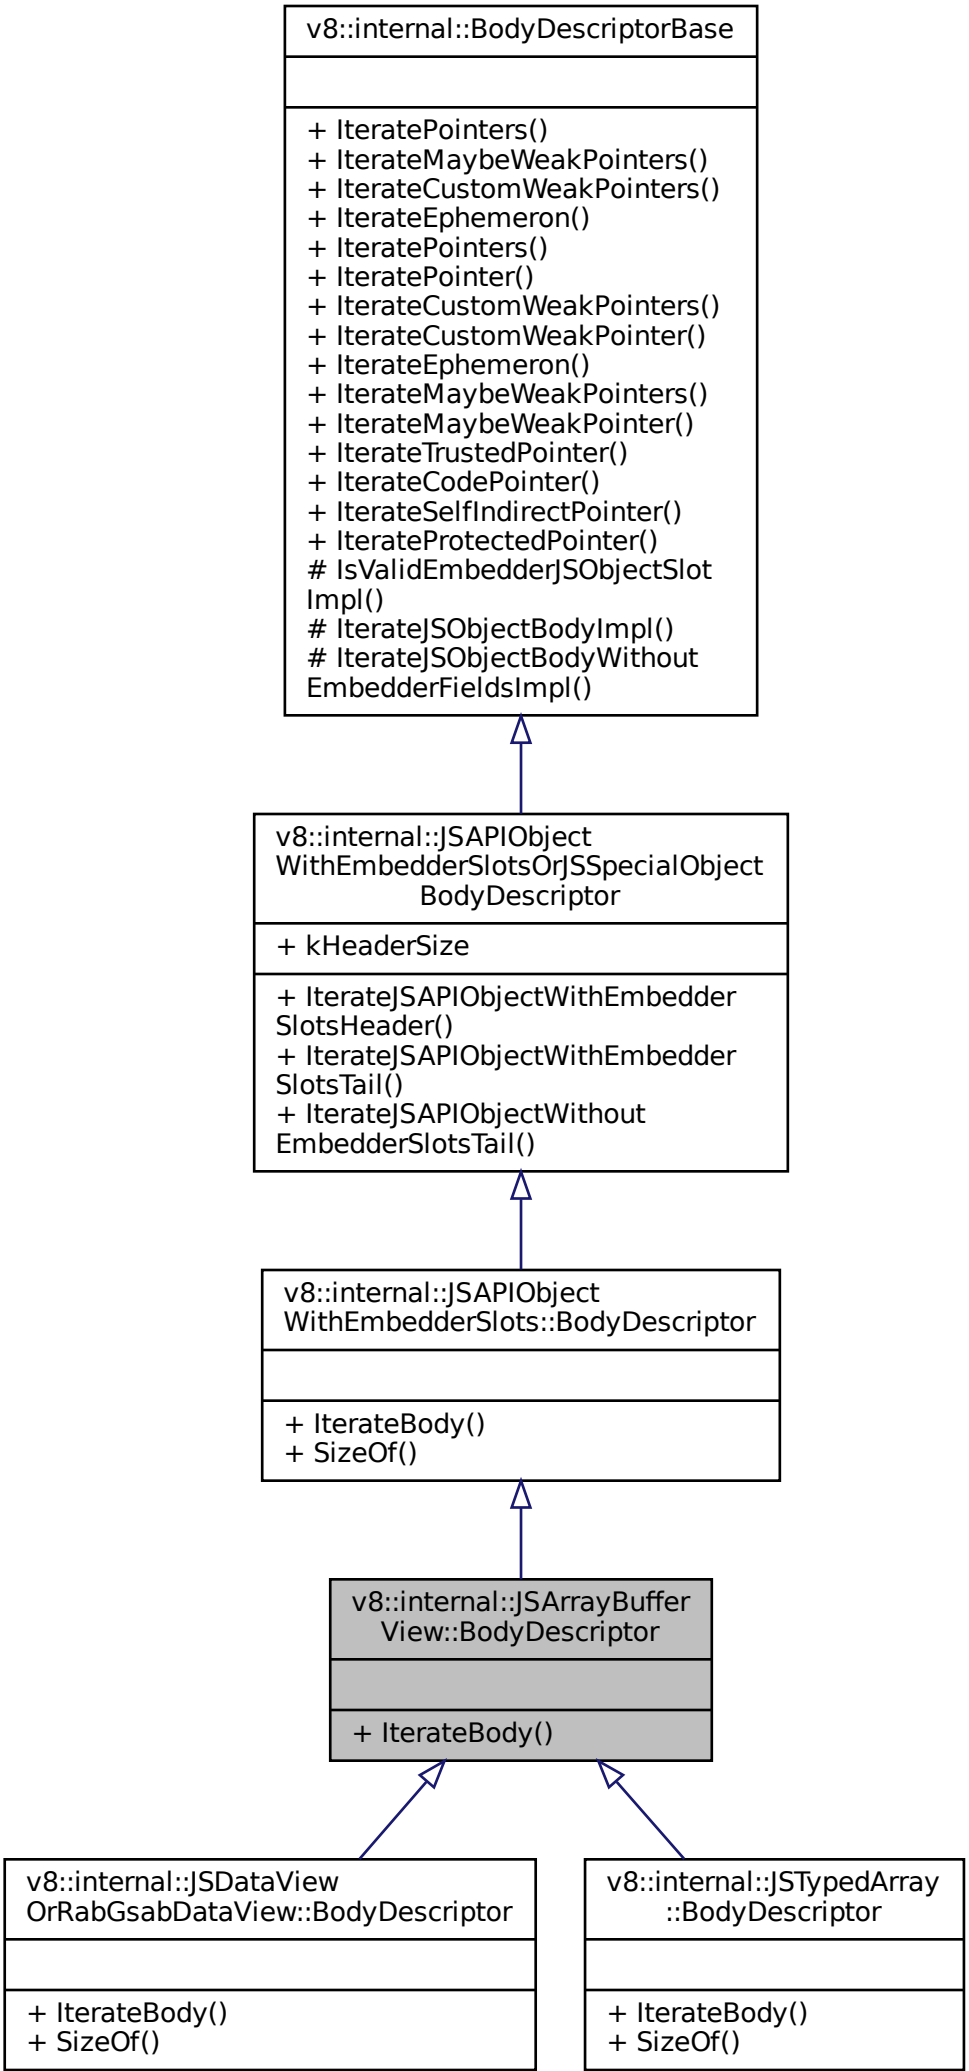 v8::internal::BodyDescriptorBase
+ IteratePointers()
+ IterateMaybeWeakPointers()
+ IterateCustomWeakPointers()
+ IterateEphemeron()
+ IteratePointers()
+ IteratePointer()
+ IterateCustomWeakPointers()
+ IterateCustomWeakPointer()
+ IterateEphemeron()
+ IterateMaybeWeakPointers()
+ IterateMaybeWeakPointer()
+ IterateTrustedPointer()
+ IterateCodePointer()
+ IterateSelfIndirectPointer()
+ IterateProtectedPointer()
# IsValidEmbedderJSObjectSlot
Impl()
# IterateJSObjectBodyImpl()
# IterateJSObjectBodyWithout
EmbedderFieldsImpl()
v8::internal::JSAPIObject
WithEmbedderSlotsOrJSSpecialObject
BodyDescriptor
+ kHeaderSize
+ IterateJSAPIObjectWithEmbedder
SlotsHeader()
+ IterateJSAPIObjectWithEmbedder
SlotsTail()
+ IterateJSAPIObjectWithout
EmbedderSlotsTail()
v8::internal::JSAPIObject
WithEmbedderSlots::BodyDescriptor
+ IterateBody()
+ SizeOf()
v8::internal::JSArrayBuffer
View::BodyDescriptor
+ IterateBody()
v8::internal::JSDataView
OrRabGsabDataView::BodyDescriptor
+ IterateBody()
+ SizeOf()
v8::internal::JSTypedArray
::BodyDescriptor
+ IterateBody()
+ SizeOf()